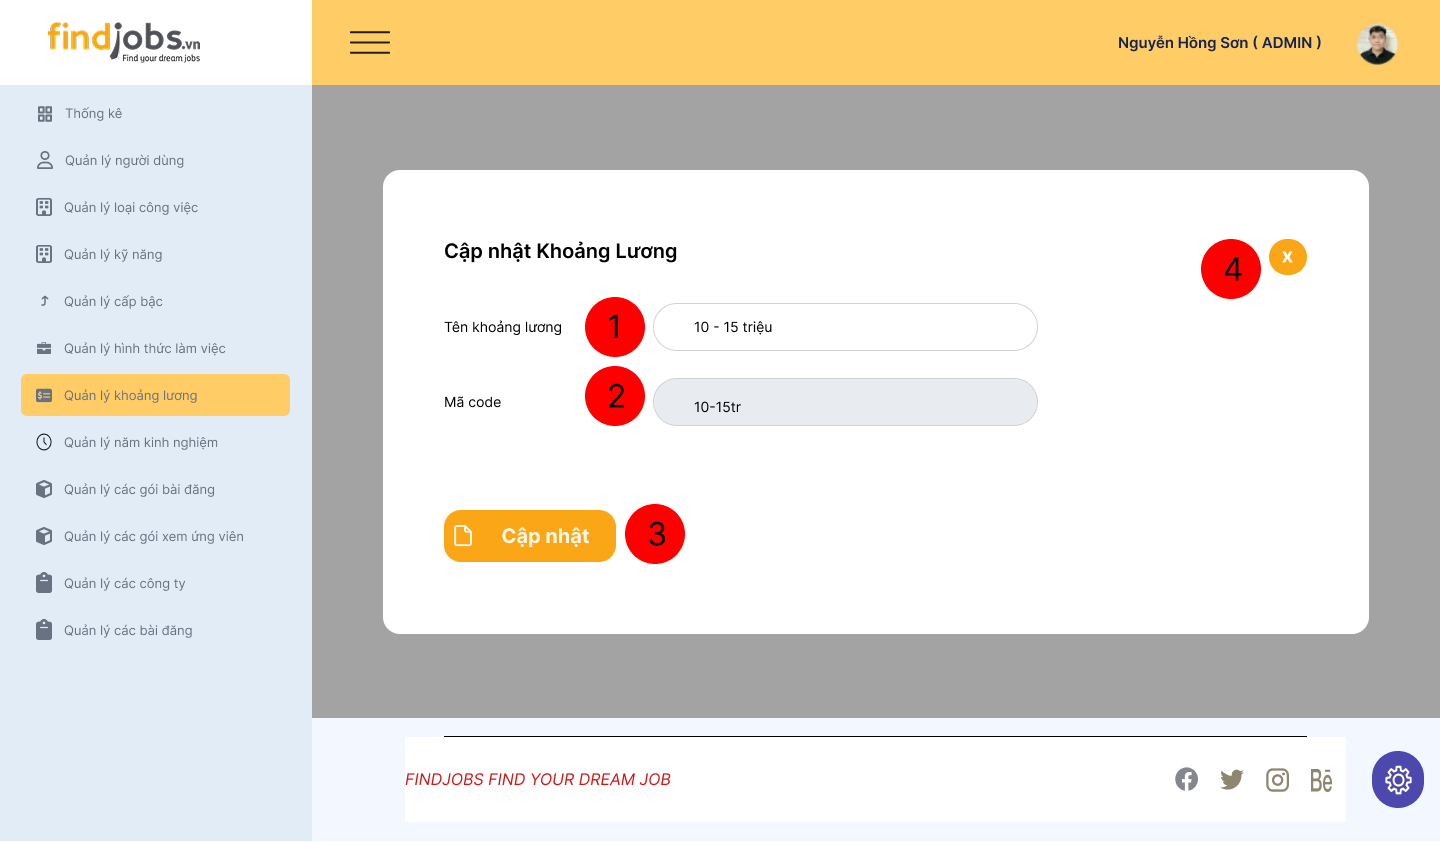 findjobs.vn
Find your dream jobs
Nguyễn Hồng Sơn ( ADMIN )
Thống kê
Quản lý người dùng
Quản lý loại công việc
Quản lý kỹ năng
Quản lý cấp bậc
Quản lý hình thức làm việc
Quản lý khoảng lương
Quản lý năm kinh nghiệm
Quản lý các gói bài đăng
Quản lý các gói xem ứng viên
Quản lý các công ty
Quản lý các bài đăng
Cập nhật Khoảng Lương
4 X
Tên khoảng lương 1 10 - 15 triệu
Mã code 2 10-15tr
Cập nhật 3
FINDJOBS FIND YOUR DREAM JOB